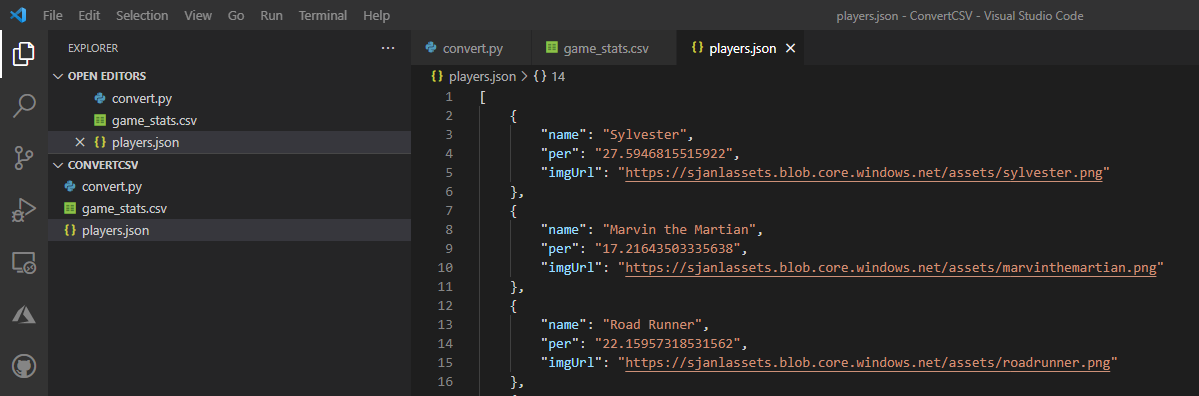 File Edit Selection View Go Run Terminal Help players.json - ConvertCSV - Visual Studio Code
EXPLORER ···
OPEN EDITORS
convert.py
game_stats.csv
players.json
CONVERTCSV
convert.py
game_stats.csv
players.json
convert.py game_stats.csv players.json
players.json > {} 14
1 [
2 {
3 "name": "Sylvester",
4 "per": "27.5946815515922",
5 "imgUrl": "https://sjanlassets.blob.core.windows.net/assets/sylvester.png"
6 },
7 {
8 "name": "Marvin the Martian",
9 "per": "17.21643503335638",
10 "imgUrl": "https://sjanlassets.blob.core.windows.net/assets/marvinthemartian.png"
11 },
12 {
13 "name": "Road Runner",
14 "per": "22.15957318531562",
15 "imgUrl": "https://sjanlassets.blob.core.windows.net/assets/roadrunner.png"
16 },